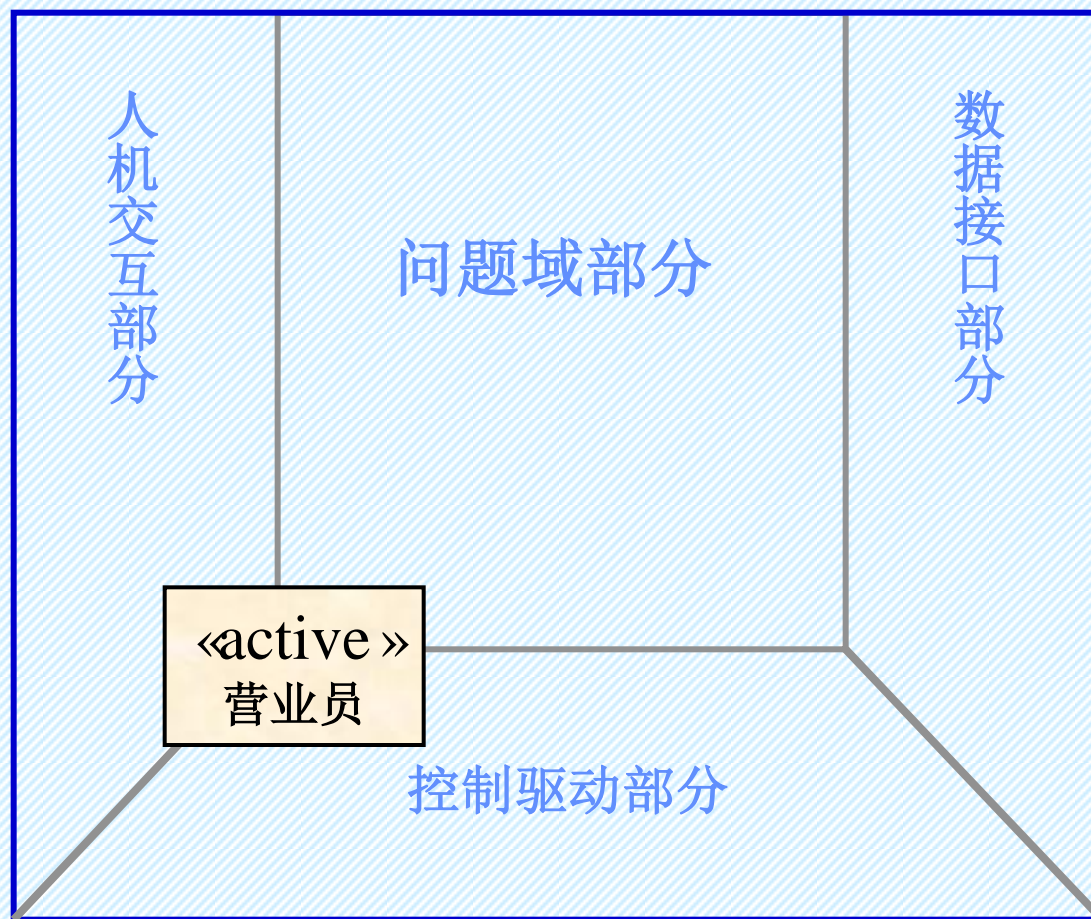 人机交互部分
问题域部分
数据接口部分
«active»
营业员
控制驱动部分